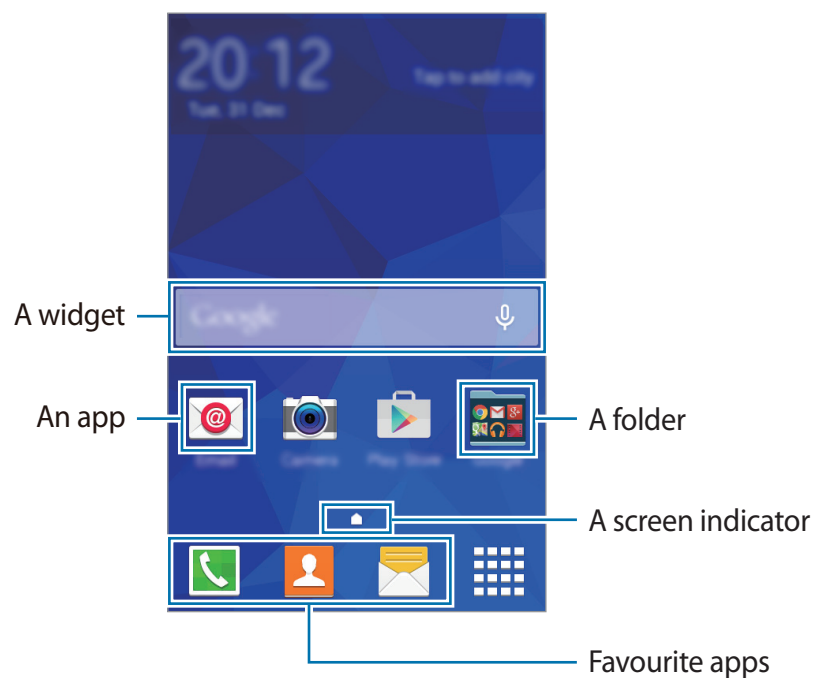 20 12
Tap to add city
Tue, 31 Dec
A widget
Google
An app
@
A folder
Email
Camera
Play Store
Google
A screen indicator
Favourite apps